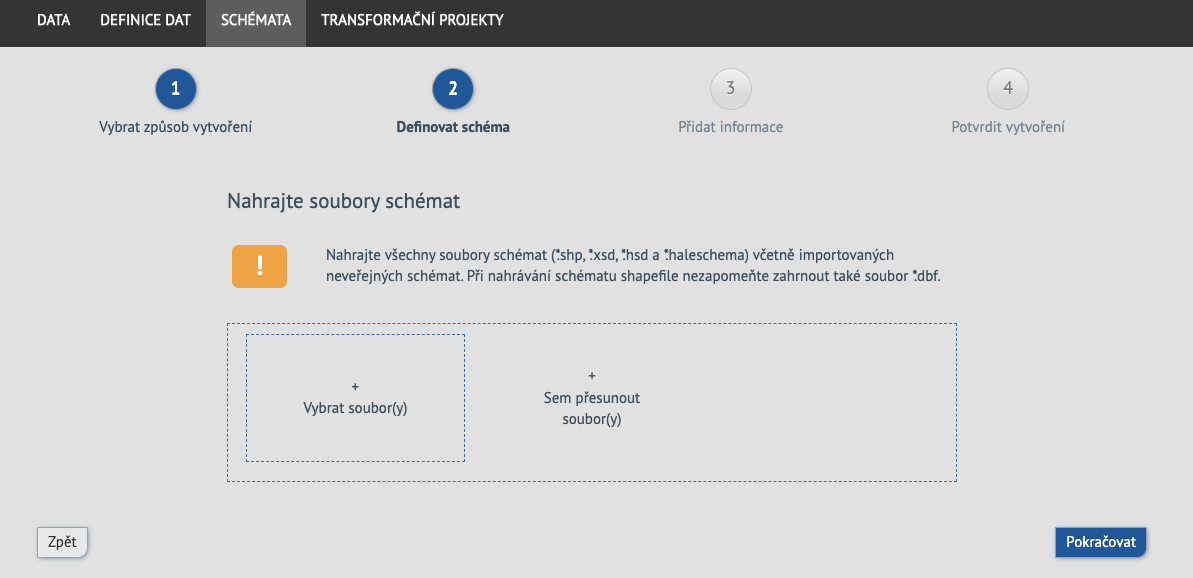 DATA DEFINICE DAT SCHÉMATA TRANSFORMAČNÍ PROJEKTY
1 2 3 4
Vybrat způsob vytvoření Definovat schéma Přidat informace Potvrdit vytvoření
Nahrajte soubory schémat
!
Nahrajte všechny soubory schémat (*.shp, *.xsd, *.hsd a *.haleschema) včetně importovaných
neveřejných schémat. Při nahrávání schématu shapefile nezapomeňte zahrnout také soubor *.dbf.
+
Vybrat soubor(y)
+
Sem přesunout
soubor(y)
Zpět
Pokračovat